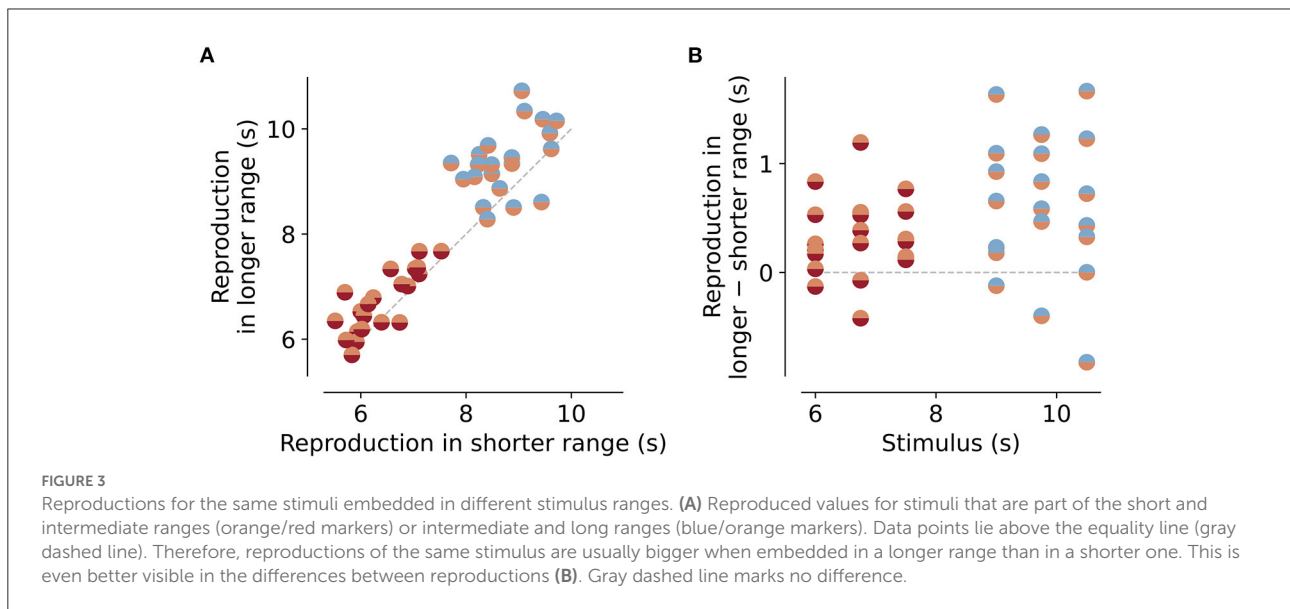 A
B
Reproduction
in longer range (s)
10
8
6
6
8
10
Reproduction in shorter range (s)
Reproduction in
longer − shorter range (s)
1
0
6
8
10
Stimulus (s)
FIGURE 3
Reproductions for the same stimuli embedded in different stimulus ranges. (A) Reproduced values for stimuli that are part of the short and
intermediate ranges (orange/red markers) or intermediate and long ranges (blue/orange markers). Data points lie above the equality line (gray
dashed line). Therefore, reproductions of the same stimulus are usually bigger when embedded in a longer range than in a shorter one. This is
even better visible in the differences between reproductions (B). Gray dashed line marks no difference.